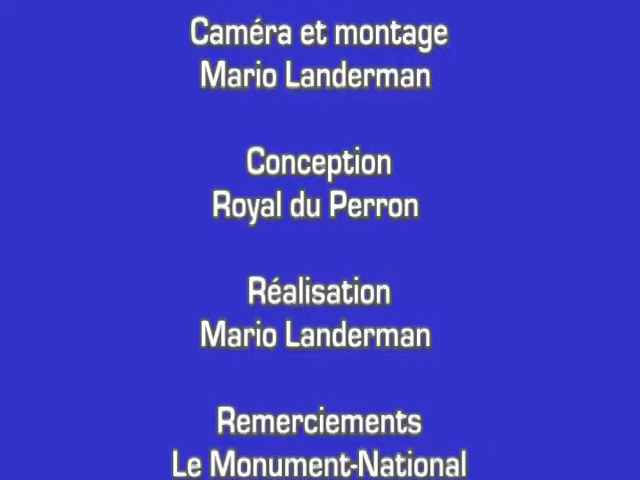 Caméra et montage
Mario Landerman
Conception
Royal du Perron
Réalisation
Mario Landerman
Remerciements
Le Monument-National